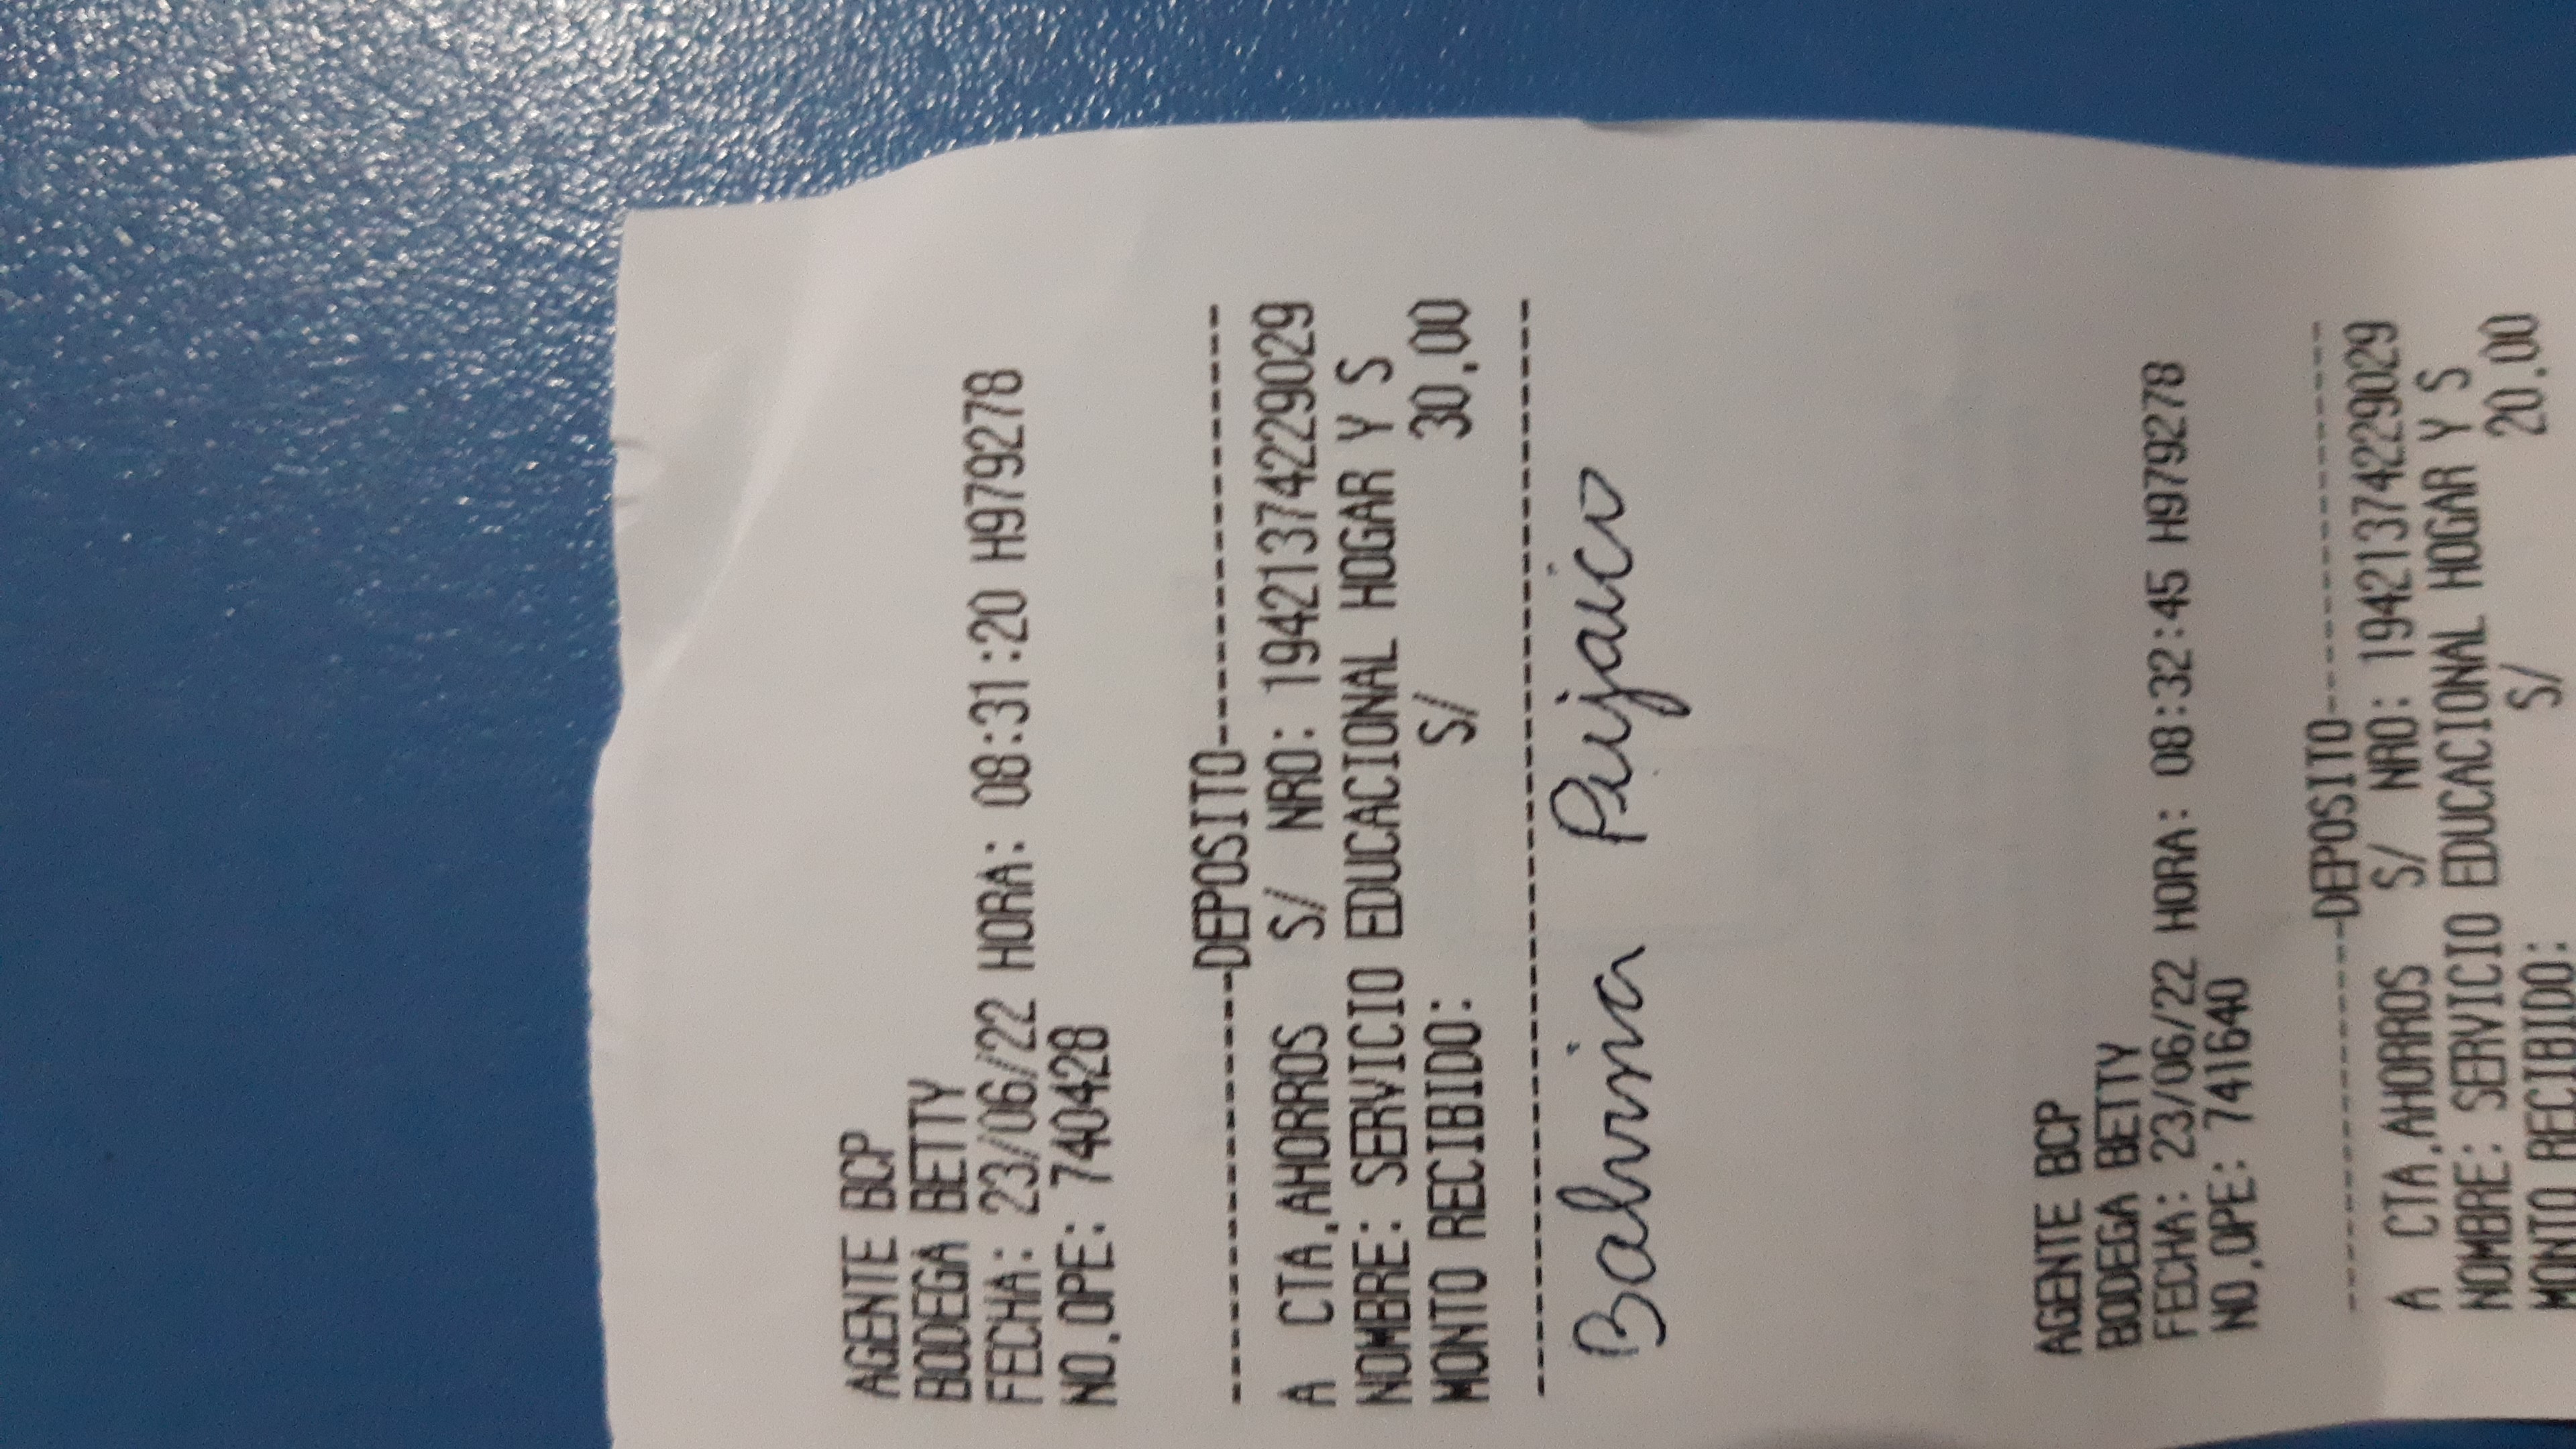 AGENTE BCP
BODEGA BETTY
FECHA: 23/06/22 HORA: 08:31:20 H979278
NO.OPE: 740428
------------DEPOSITO------------
A CTA.AHORROS S/ NRO: 19421374229029
NOMBRE: SERVICIO EDUCACIONAL HOGAR Y S
MONTO RECIBIDO: S/ 30.00
--------------------------------
Balvina Pujaico
AGENTE BCP
BODEGA BETTY
FECHA: 23/06/22 HORA: 08:32:45 H979278
NO.OPE: 741640
------------DEPOSITO------------
A CTA.AHORROS S/ NRO: 19421374229029
NOMBRE: SERVICIO EDUCACIONAL HOGAR Y S
MONTO RECIBIDO: S/ 20.00